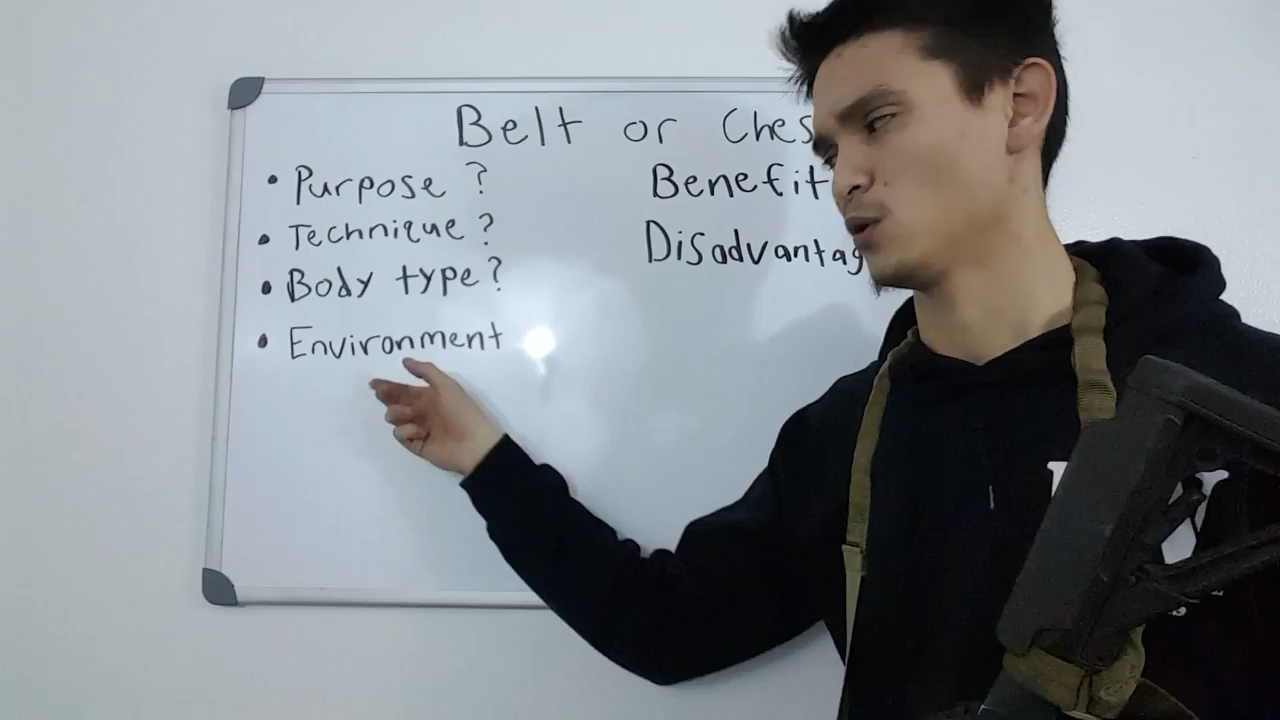 Belt or Ches
• Purpose ?
• Technique ?
• Body type ?
• Environment
Benefit
Disadvantag